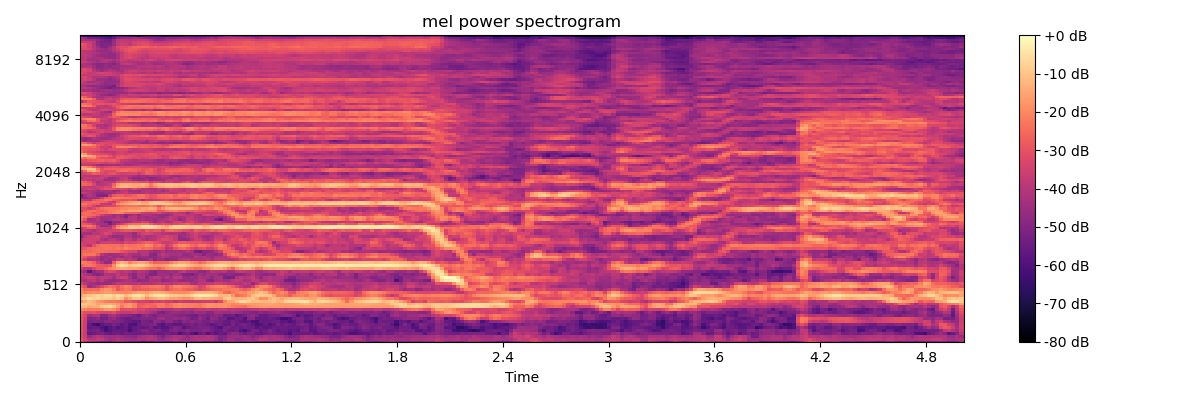 mel power spectrogram
8192
4096
2048
1024
512
0
Hz
0 0.6 1.2 1.8 2.4 3 3.6 4.2 4.8
Time
+0 dB
-10 dB
-20 dB
-30 dB
-40 dB
-50 dB
-60 dB
-70 dB
-80 dB